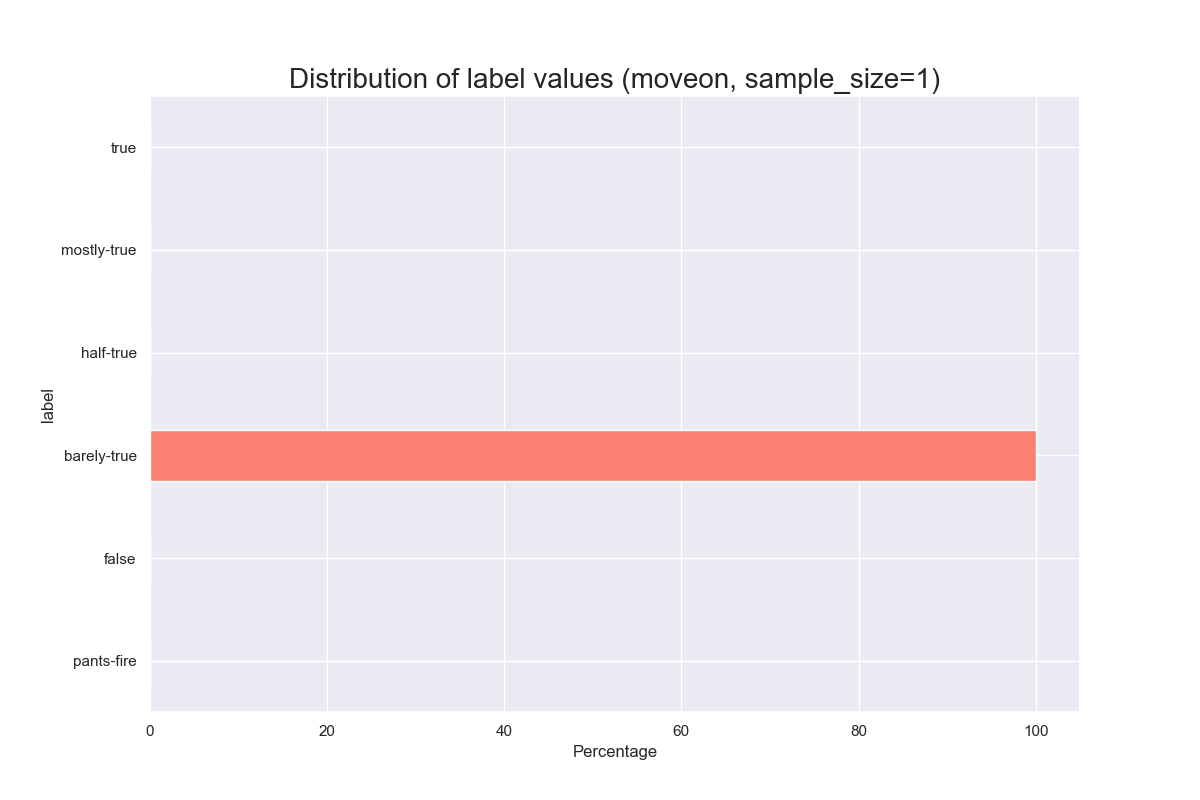 Distribution of label values (moveon, sample_size=1)
true
mostly-true
half-true
label
barely-true
false
pants-fire
0 20 40 60 80 100
Percentage